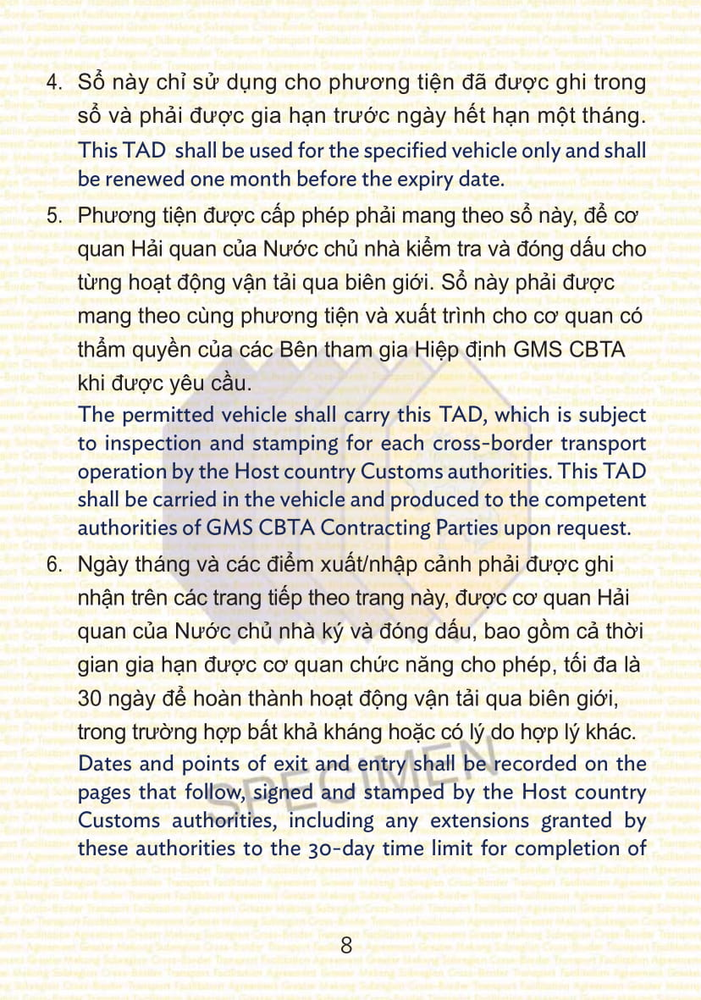 4. Sổ này chỉ sử dụng cho phương tiện đã được ghi trong
sổ và phải được gia hạn trước ngày hết hạn một tháng.
This TAD shall be used for the specified vehicle only and shall
be renewed one month before the expiry date.
5. Phương tiện được cấp phép phải mang theo sổ này, để cơ
quan Hải quan của Nước chủ nhà kiểm tra và đóng dấu cho
từng hoạt động vận tải qua biên giới. Sổ này phải được
mang theo cùng phương tiện và xuất trình cho cơ quan có
thẩm quyền của các Bên tham gia Hiệp định GMS CBTA
khi được yêu cầu.
The permitted vehicle shall carry this TAD, which is subject
to inspection and stamping for each cross-border transport
operation by the Host country Customs authorities. This TAD
shall be carried in the vehicle and produced to the competent
authorities of GMS CBTA Contracting Parties upon request.
6. Ngày tháng và các điểm xuất/nhập cảnh phải được ghi
nhận trên các trang tiếp theo trang này, được cơ quan Hải
quan của Nước chủ nhà ký và đóng dấu, bao gồm cả thời
gian gia hạn được cơ quan chức năng cho phép, tối đa là
30 ngày để hoàn thành hoạt động vận tải qua biên giới,
trong trường hợp bất khả kháng hoặc có lý do hợp lý khác.
Dates and points of exit and entry shall be recorded on the
pages that follow, signed and stamped by the Host country
Customs authorities, including any extensions granted by
these authorities to the 30-day time limit for completion of
SPECIMEN
8